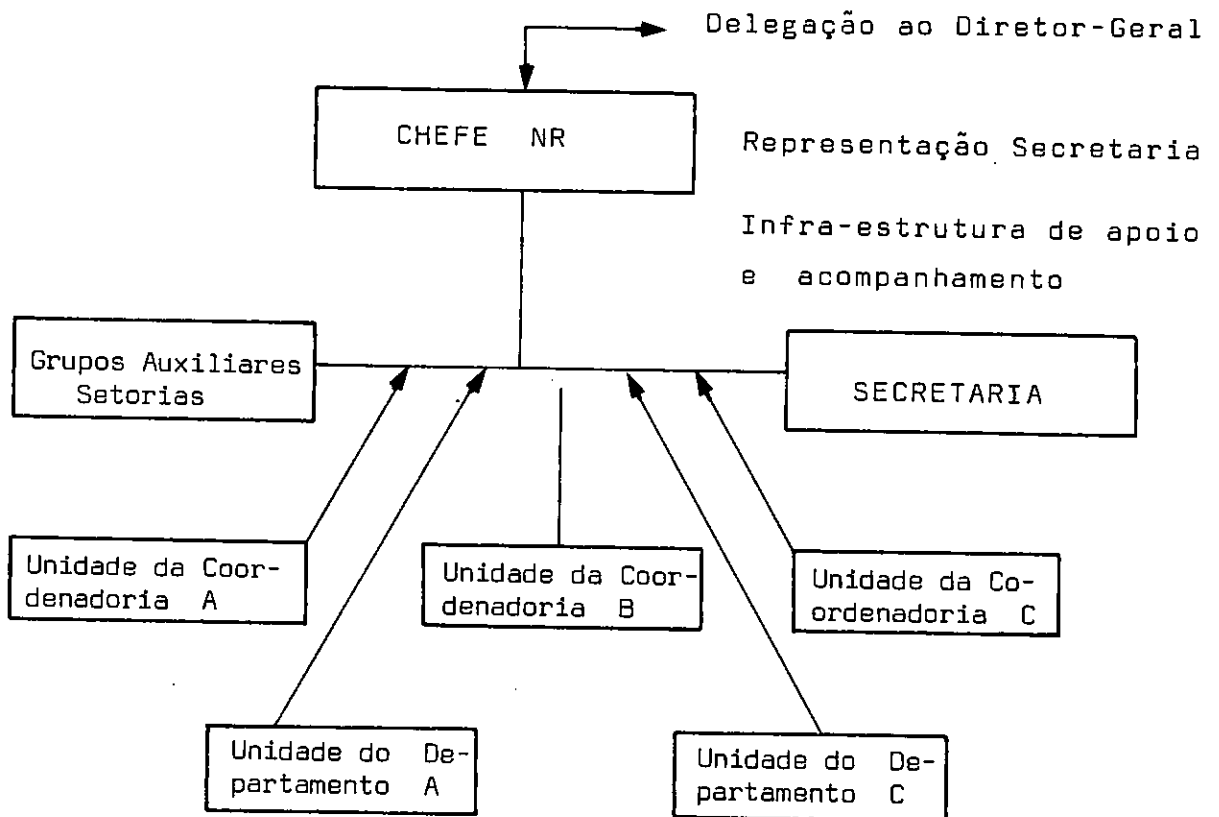 Delegação ao Diretor-Geral
CHEFE NR
Representação Secretaria
Infra-estrutura de apoio
e acompanhamento
Grupos Auxiliares
Setorias
SECRETARIA
Unidade da Coor-
denadoria A
Unidade da Coor-
denadoria B
Unidade da Co-
ordenadoria C
Unidade do De-
partamento A
Unidade do De-
partamento C